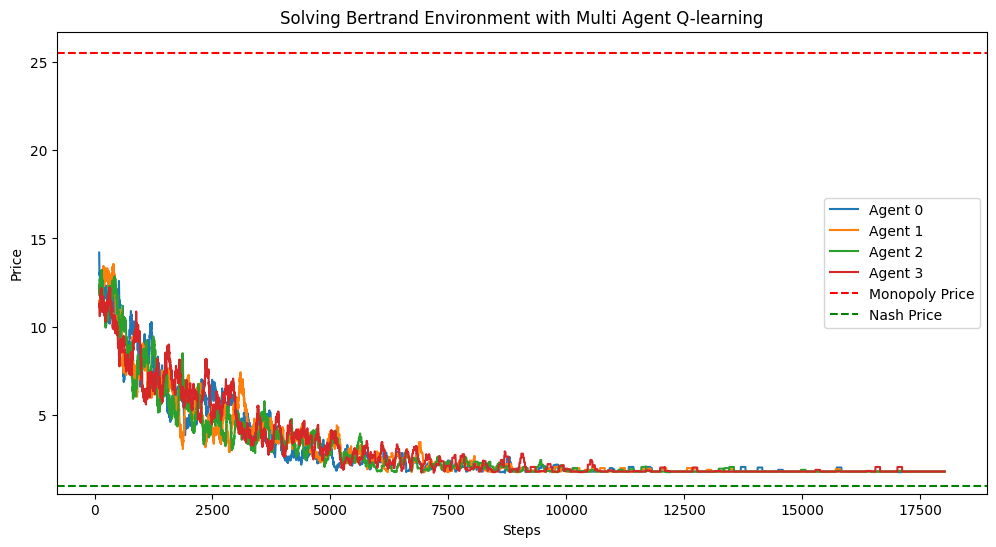 Solving Bertrand Environment with Multi Agent Q-learning
Price
25
20
15
10
5
Agent 0
Agent 1
Agent 2
Agent 3
Monopoly Price
Nash Price
0
2500
5000
7500
10000
12500
15000
17500
Steps